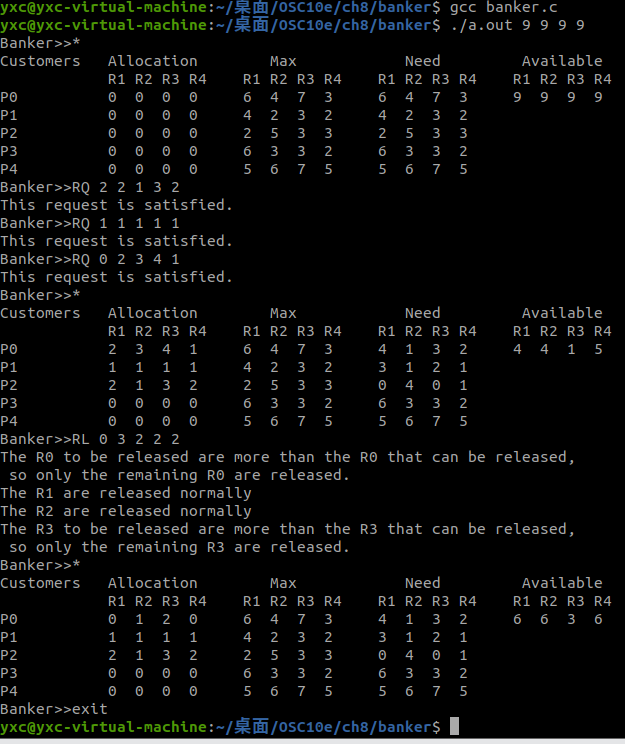 yxc@yxc-virtual-machine:~/桌面/OSC10e/ch8/banker$ gcc banker.c
yxc@yxc-virtual-machine:~/桌面/OSC10e/ch8/banker$ ./a.out 9 9 9 9
Banker>>*
Customers   Allocation        Max            Need         Available
            R1 R2 R3 R4    R1 R2 R3 R4    R1 R2 R3 R4    R1 R2 R3 R4
P0          0  0  0  0     6  4  7  3     6  4  7  3     9  9  9  9
P1          0  0  0  0     4  2  3  2     4  2  3  2
P2          0  0  0  0     2  5  3  3     2  5  3  3
P3          0  0  0  0     6  3  3  2     6  3  3  2
P4          0  0  0  0     5  6  7  5     5  6  7  5
Banker>>RQ 2 2 1 3 2
This request is satisfied.
Banker>>RQ 1 1 1 1 1
This request is satisfied.
Banker>>RQ 0 2 3 4 1
This request is satisfied.
Banker>>*
Customers   Allocation        Max            Need         Available
            R1 R2 R3 R4    R1 R2 R3 R4    R1 R2 R3 R4    R1 R2 R3 R4
P0          2  3  4  1     6  4  7  3     4  1  3  2     4  4  1  5
P1          1  1  1  1     4  2  3  2     3  1  2  1
P2          2  1  3  2     2  5  3  3     0  4  0  1
P3          0  0  0  0     6  3  3  2     6  3  3  2
P4          0  0  0  0     5  6  7  5     5  6  7  5
Banker>>RL 0 3 2 2 2
The R0 to be released are more than the R0 that can be released,
 so only the remaining R0 are released.
The R1 are released normally
The R2 are released normally
The R3 to be released are more than the R3 that can be released,
 so only the remaining R3 are released.
Banker>>*
Customers   Allocation        Max            Need         Available
            R1 R2 R3 R4    R1 R2 R3 R4    R1 R2 R3 R4    R1 R2 R3 R4
P0          0  1  2  0     6  4  7  3     4  1  3  2     6  6  3  6
P1          1  1  1  1     4  2  3  2     3  1  2  1
P2          2  1  3  2     2  5  3  3     0  4  0  1
P3          0  0  0  0     6  3  3  2     6  3  3  2
P4          0  0  0  0     5  6  7  5     5  6  7  5
Banker>>exit
yxc@yxc-virtual-machine:~/桌面/OSC10e/ch8/banker$